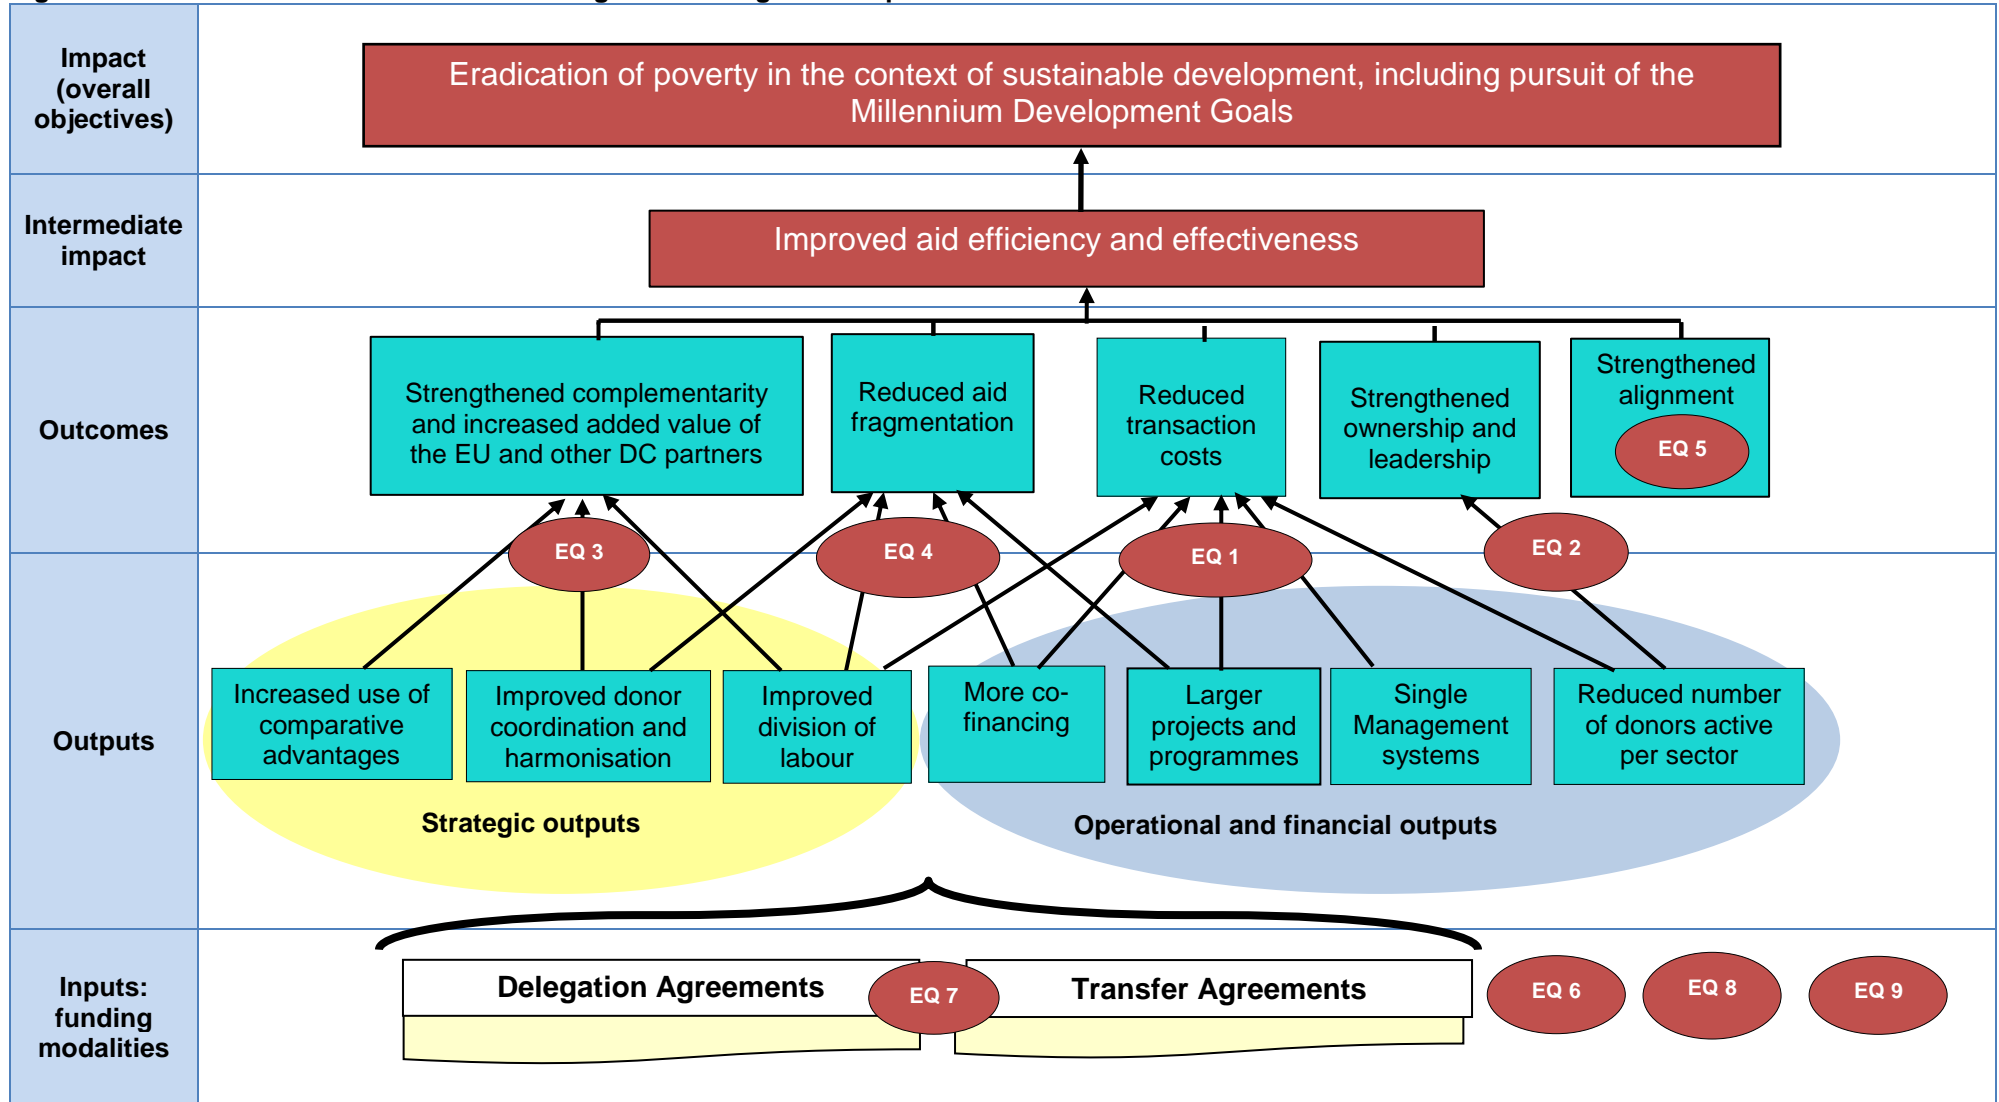 Impact
(overall
objectives)
Eradication of poverty in the context of sustainable development, including pursuit of the
Millennium Development Goals
Intermediate
impact
Improved aid efficiency and effectiveness
Outcomes
Strengthened complementarity
and increased added value of
the EU and other DC partners
Reduced aid
fragmentation
Reduced
transaction
costs
Strengthened
ownership and
leadership
Strengthened
alignment
EQ 5
EQ 3
EQ 4
EQ 1
EQ 2
Outputs
Increased use of
comparative
advantages
Improved donor
coordination and
harmonisation
Improved
division of
labour
More co-
financing
Larger
projects and
programmes
Single
Management
systems
Reduced number
of donors active
per sector
Strategic outputs
Operational and financial outputs
Inputs:
funding
modalities
Delegation Agreements
EQ 7
Transfer Agreements
EQ 6
EQ 8
EQ 9